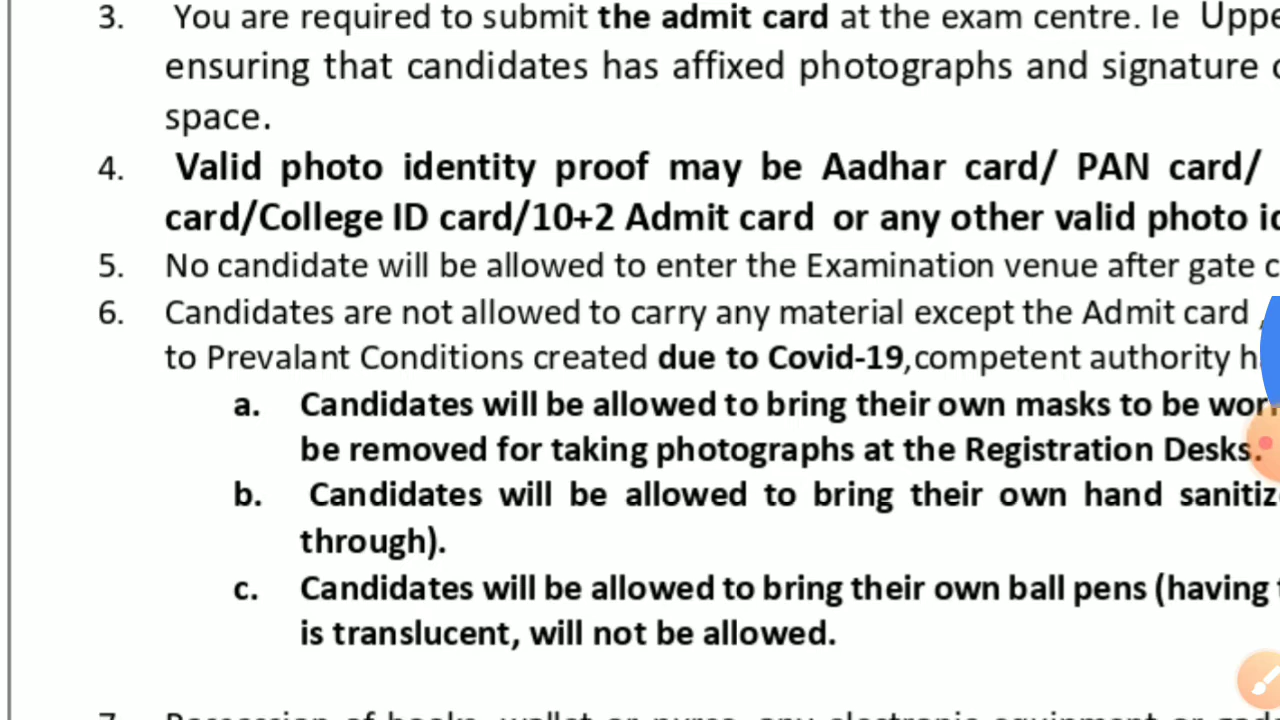 3. You are required to submit the admit card at the exam centre. Ie
ensuring that candidates has affixed photographs and signature
space.
4. Valid photo identity proof may be Aadhar card/ PAN card/
card/College ID card/10+2 Admit card or any other valid photo
5. No candidate will be allowed to enter the Examination venue after gate
6. Candidates are not allowed to carry any material except the Admit card ,
to Prevalant Conditions created due to Covid-19,competent authority
a. Candidates will be allowed to bring their own masks to be
be removed for taking photographs at the Registration Desks.
b. Candidates will be allowed to bring their own hand
through).
c. Candidates will be allowed to bring their own ball pens (having
is translucent, will not be allowed.